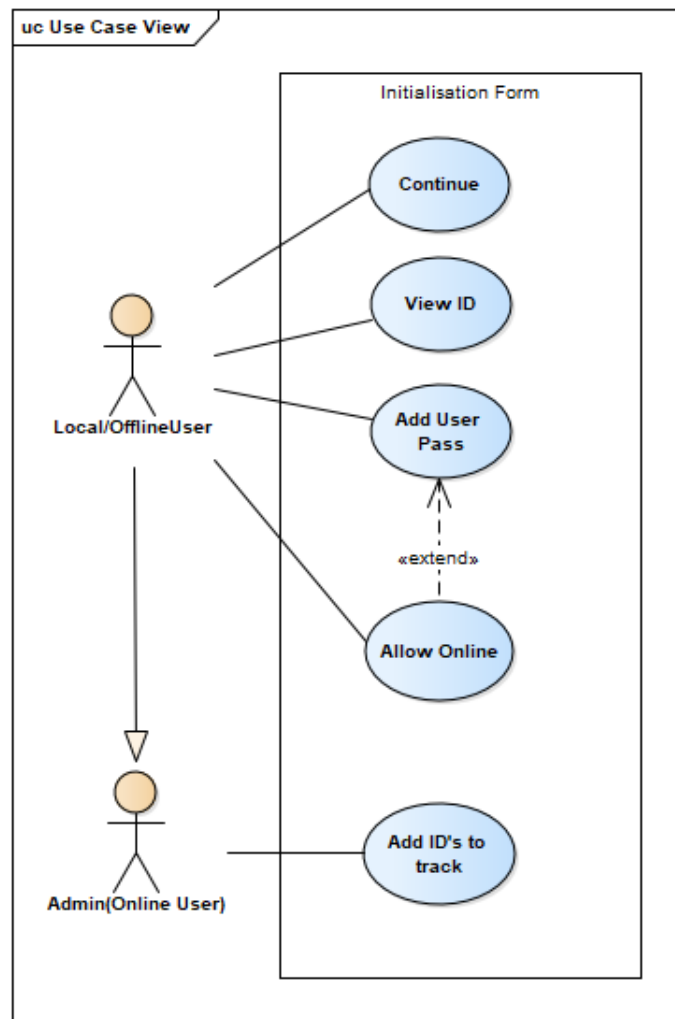 uc Use Case View
Initialisation Form
Continue
View ID
Add User
Pass
Local/OfflineUser
«extend»
Allow Online
Add ID's to
track
Admin(Online User)